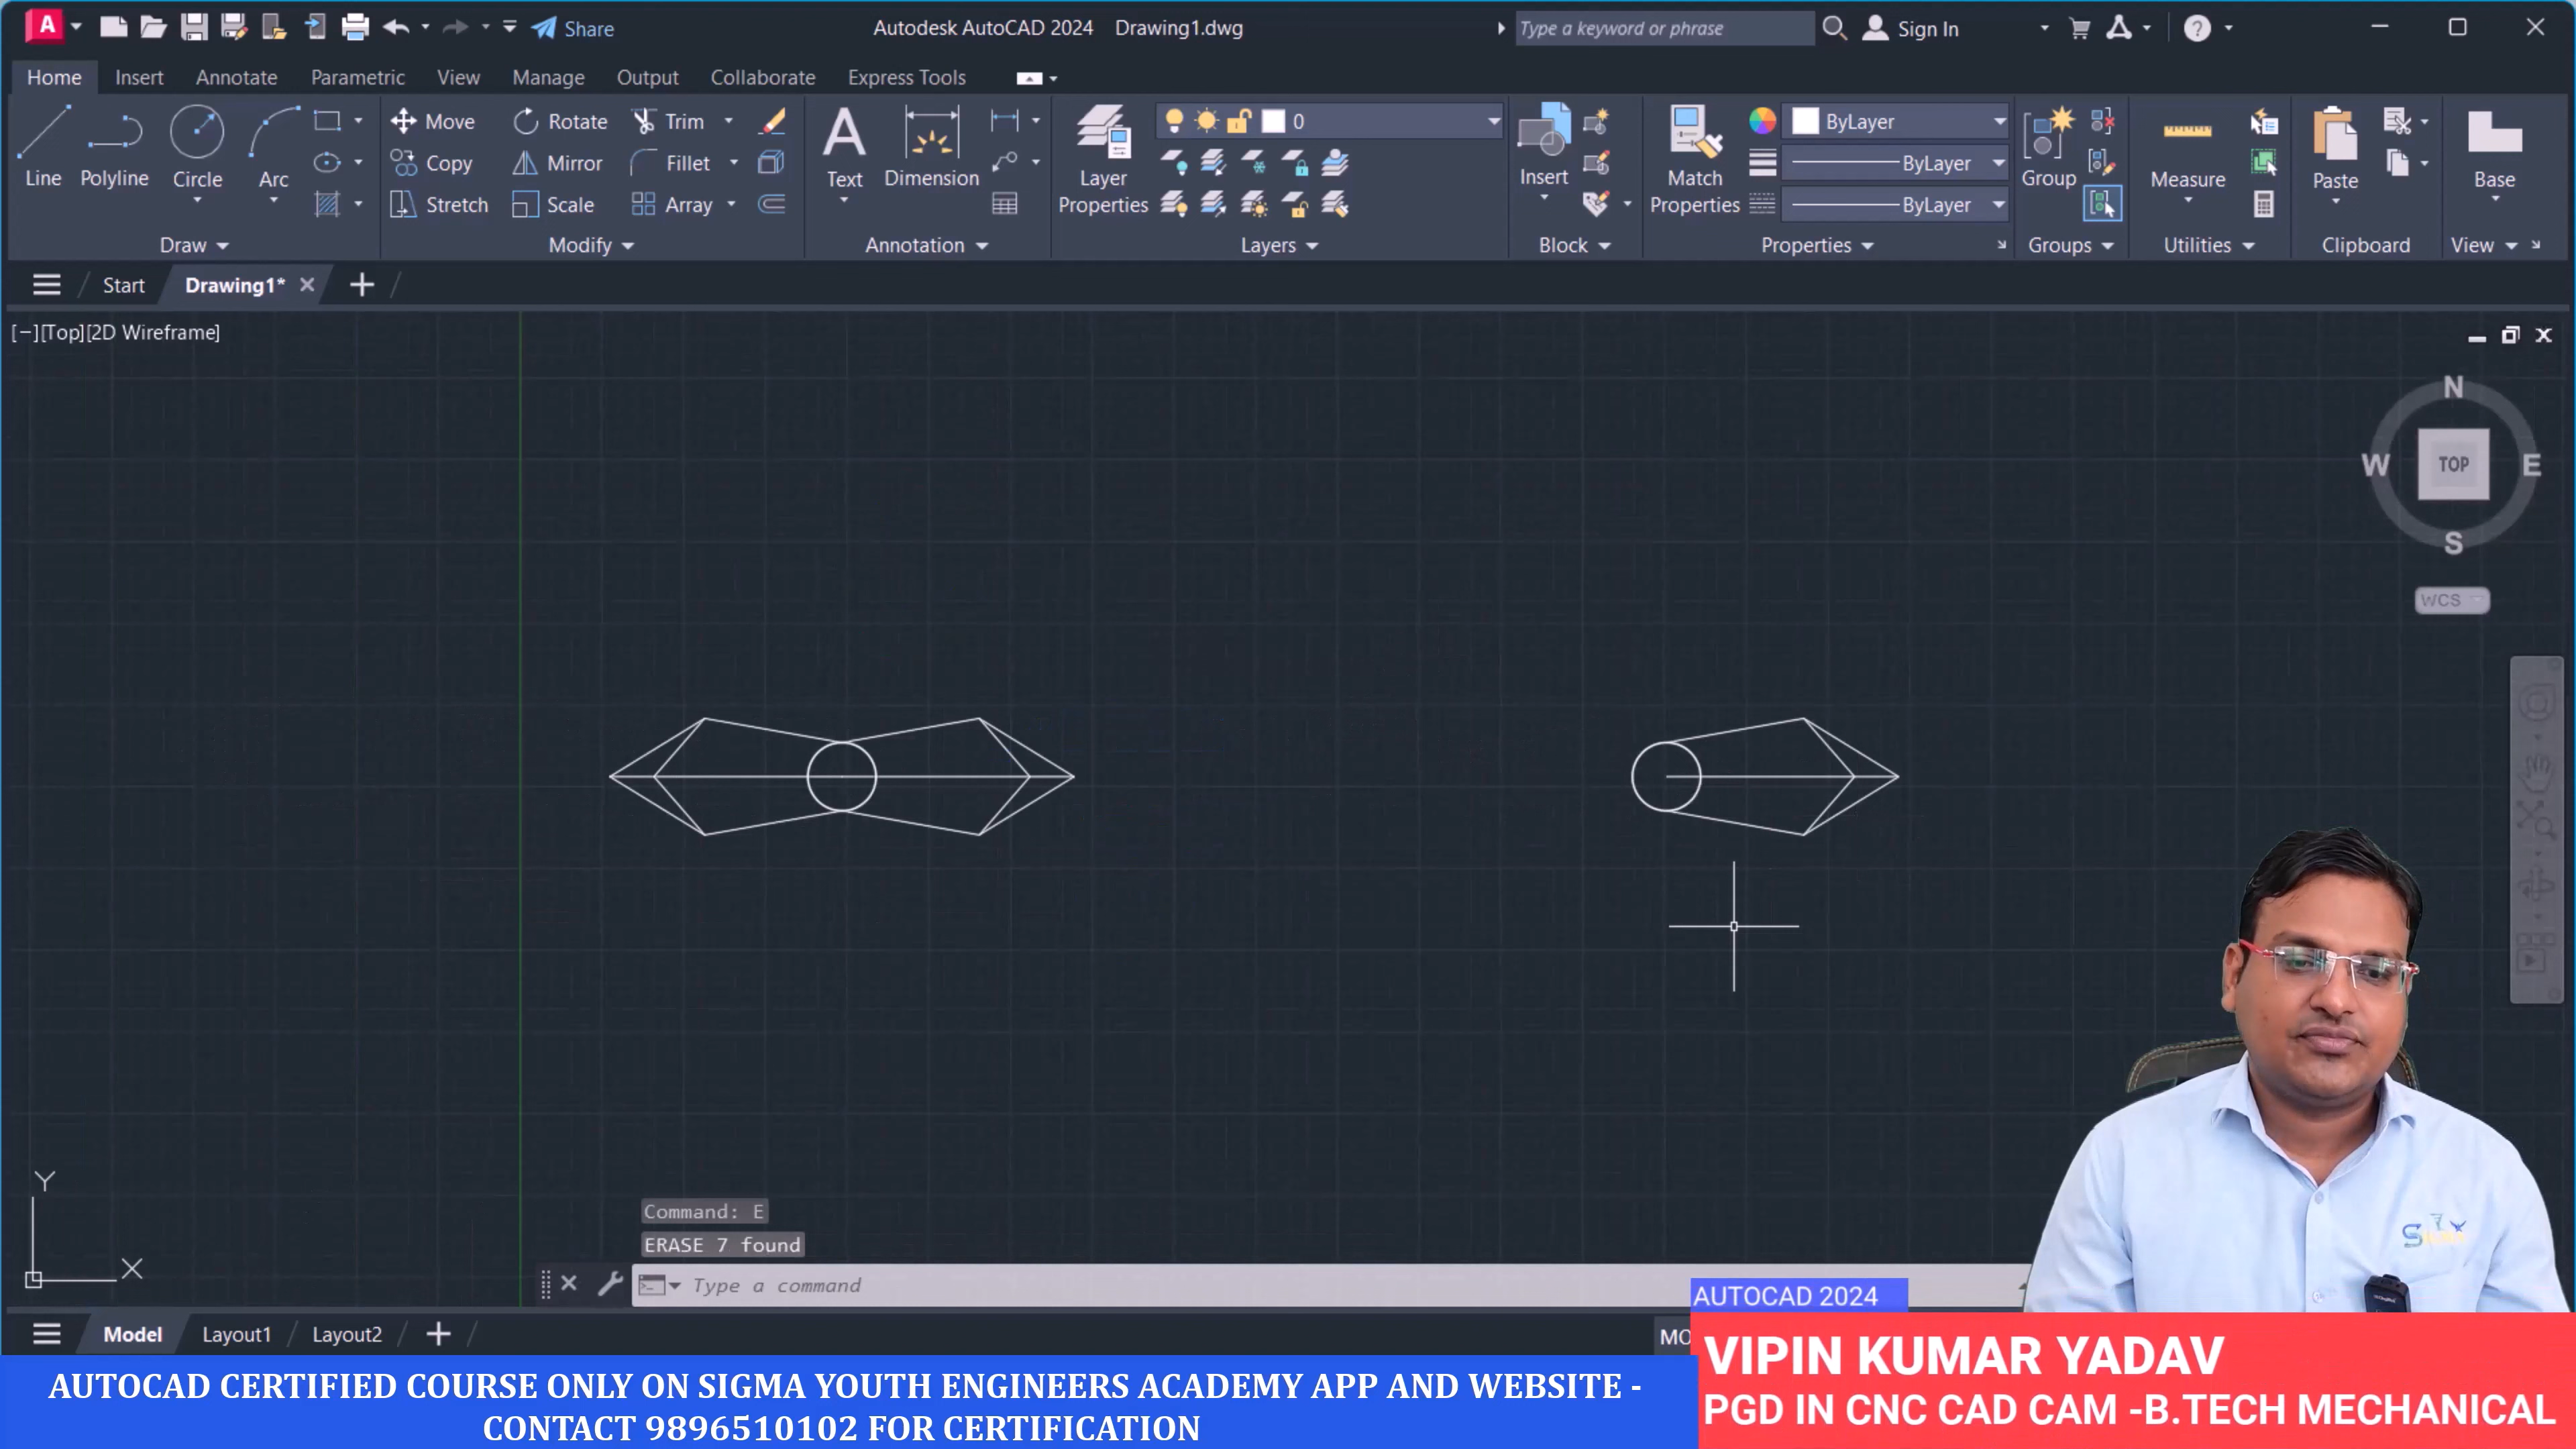 A Share Autodesk AutoCAD 2024 Drawing1.dwg Type a keyword or phrase Sign In
Home Insert Annotate Parametric View Manage Output Collaborate Express Tools
Line Polyline Circle Arc
Draw
Move Rotate Trim
Copy Mirror Fillet
Stretch Scale Array
Modify
A
Text Dimension
Annotation
Layer
Properties
0
Layers
Insert
Block
Match
Properties
ByLayer
ByLayer
ByLayer
Properties
Group
Groups
Measure
Utilities
Paste
Clipboard
Base
View
Start Drawing1*
[−][Top][2D Wireframe]
N
W TOP E
S
WCS
Y
X
Command: E
ERASE 7 found
Type a command
Model Layout1 Layout2
AUTOCAD 2024
VIPIN KUMAR YADAV
PGD IN CNC CAD CAM -B.TECH MECHANICAL
AUTOCAD CERTIFIED COURSE ONLY ON SIGMA YOUTH ENGINEERS ACADEMY APP AND WEBSITE -
CONTACT 9896510102 FOR CERTIFICATION